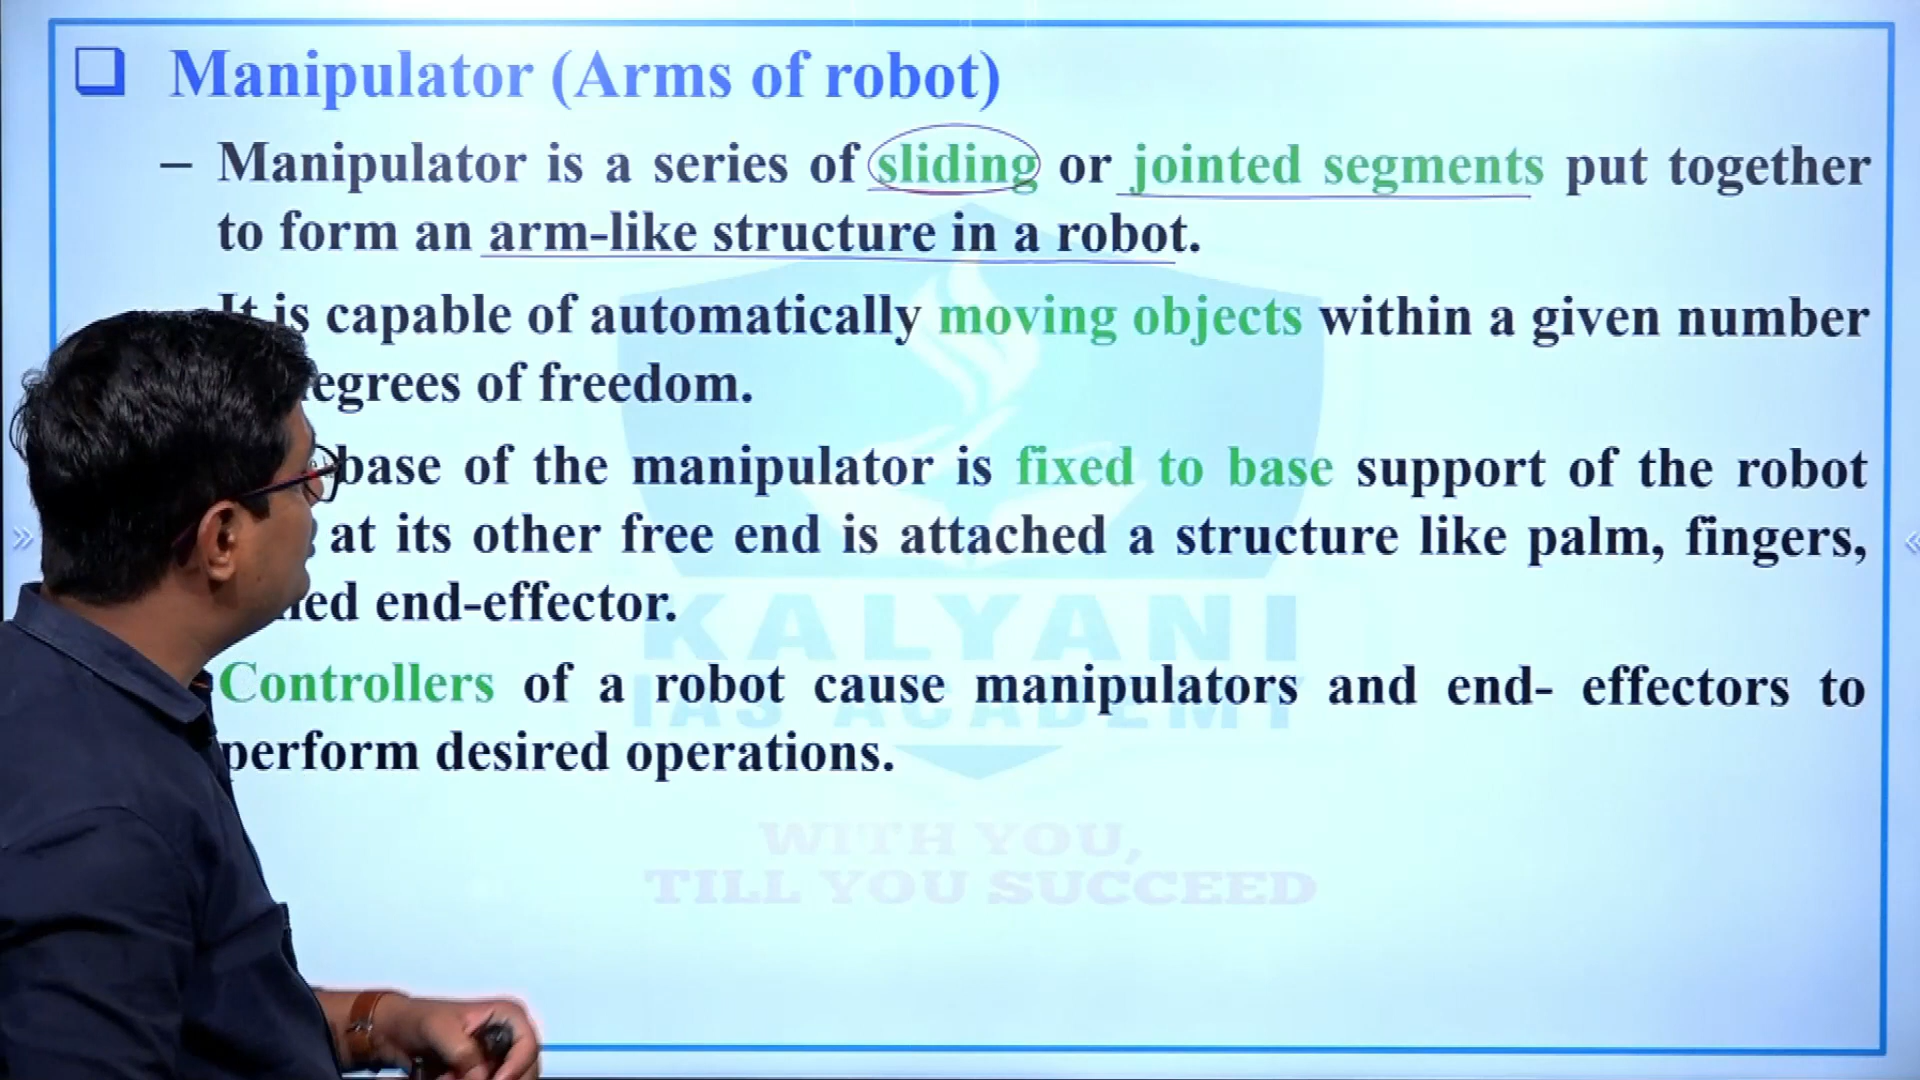 Manipulator (Arms of robot)
– Manipulator is a series of sliding or jointed segments put together
to form an arm-like structure in a robot.
It is capable of automatically moving objects within a given number
egrees of freedom.
base of the manipulator is fixed to base support of the robot
at its other free end is attached a structure like palm, fingers,
end-effector.
Controllers of a robot cause manipulators and end- effectors to
perform desired operations.
KALYANI
IAS ACADEMY
WITH YOU,
TILL YOU SUCCEED